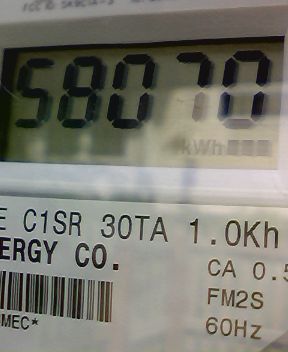 58070
kWh
E C1SR 30TA 1.0Kh
ERGY CO.
CA 0.5
FM2S
MEC*
60Hz